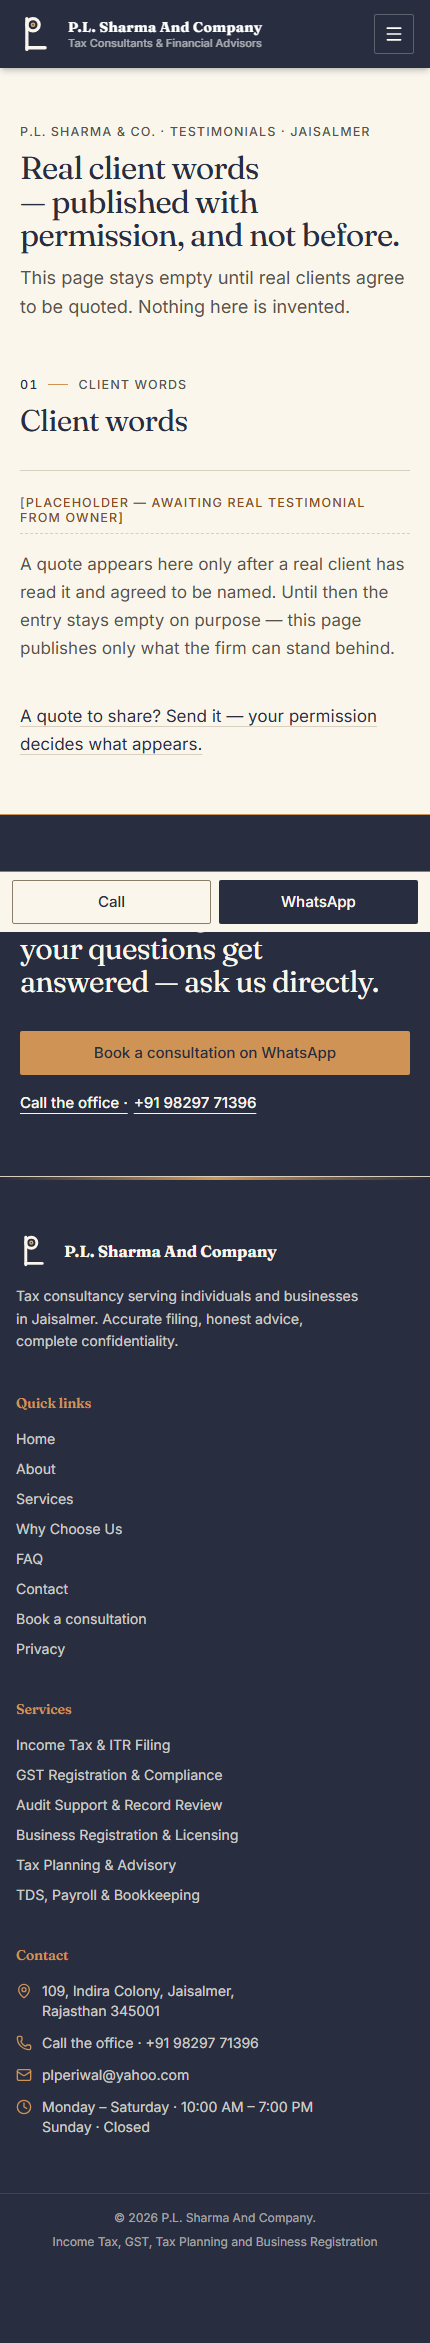 P.L. Sharma And Company
Tax Consultants & Financial Advisors
P.L. SHARMA & CO. · TESTIMONIALS · JAISALMER
Real client words
— published with
permission, and not before.
This page stays empty until real clients agree
to be quoted. Nothing here is invented.
01 — CLIENT WORDS
Client words
[PLACEHOLDER — AWAITING REAL TESTIMONIAL
FROM OWNER]
A quote appears here only after a real client has
read it and agreed to be named. Until then the
entry stays empty on purpose — this page
publishes only what the firm can stand behind.
A quote to share? Send it — your permission
decides what appears.
Call
WhatsApp
your questions get
answered — ask us directly.
Book a consultation on WhatsApp
Call the office · +91 98297 71396
P.L. Sharma And Company
Tax consultancy serving individuals and businesses
in Jaisalmer. Accurate filing, honest advice,
complete confidentiality.
Quick links
Home
About
Services
Why Choose Us
FAQ
Contact
Book a consultation
Privacy
Services
Income Tax & ITR Filing
GST Registration & Compliance
Audit Support & Record Review
Business Registration & Licensing
Tax Planning & Advisory
TDS, Payroll & Bookkeeping
Contact
109, Indira Colony, Jaisalmer,
Rajasthan 345001
Call the office · +91 98297 71396
plperiwal@yahoo.com
Monday – Saturday · 10:00 AM – 7:00 PM
Sunday · Closed
© 2026 P.L. Sharma And Company.
Income Tax, GST, Tax Planning and Business Registration